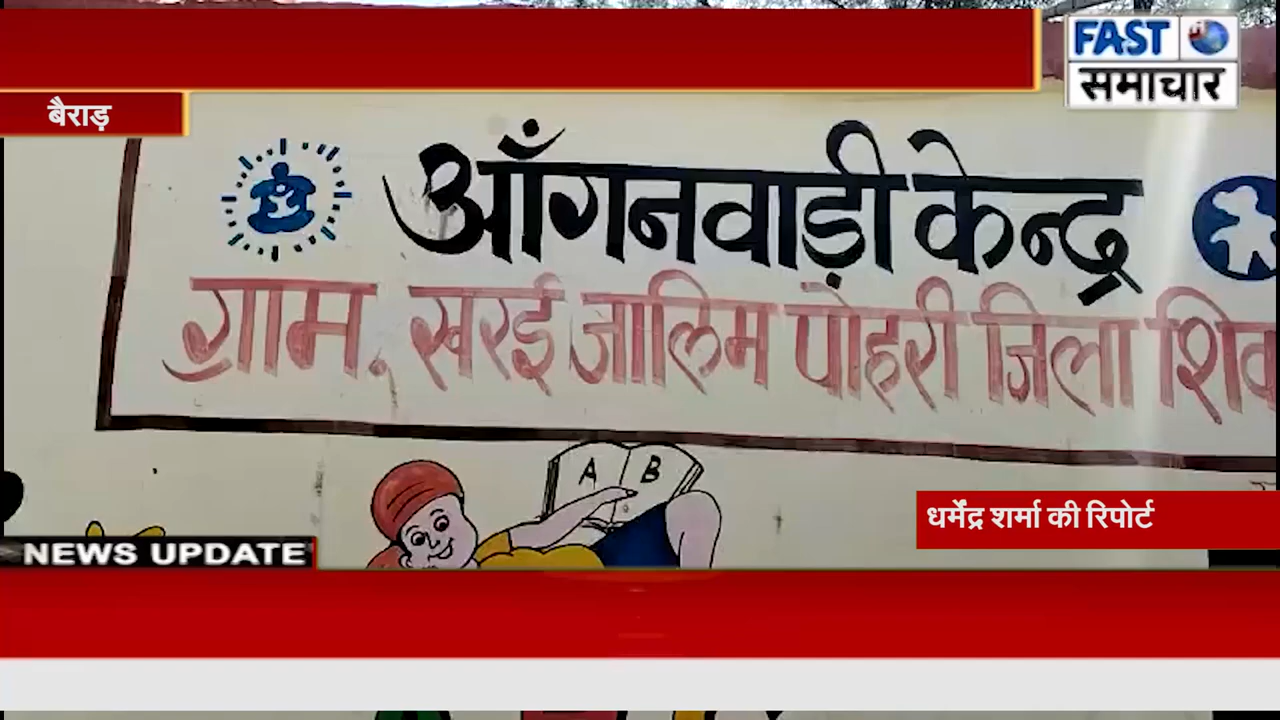 FAST
समाचार
बैराड़
आँगनवाड़ी केन्द्र
ग्राम. खरई जालिम पोहरी जिला शिव
A B
धर्मेंद्र शर्मा की रिपोर्ट
NEWS UPDATE